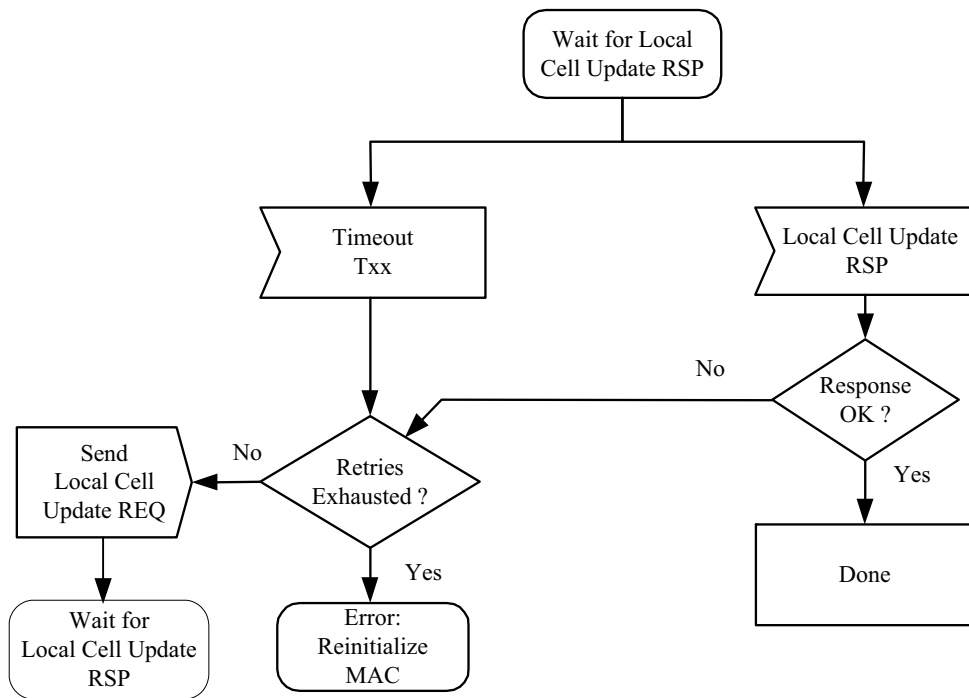 Wait for Local
Cell Update RSP
Timeout
Txx
Local Cell Update
RSP
No
Response
OK ?
Send
Local Cell
Update REQ
No
Retries
Exhausted ?
Yes
Yes
Done
Wait for
Local Cell Update
RSP
Error:
Reinitialize
MAC